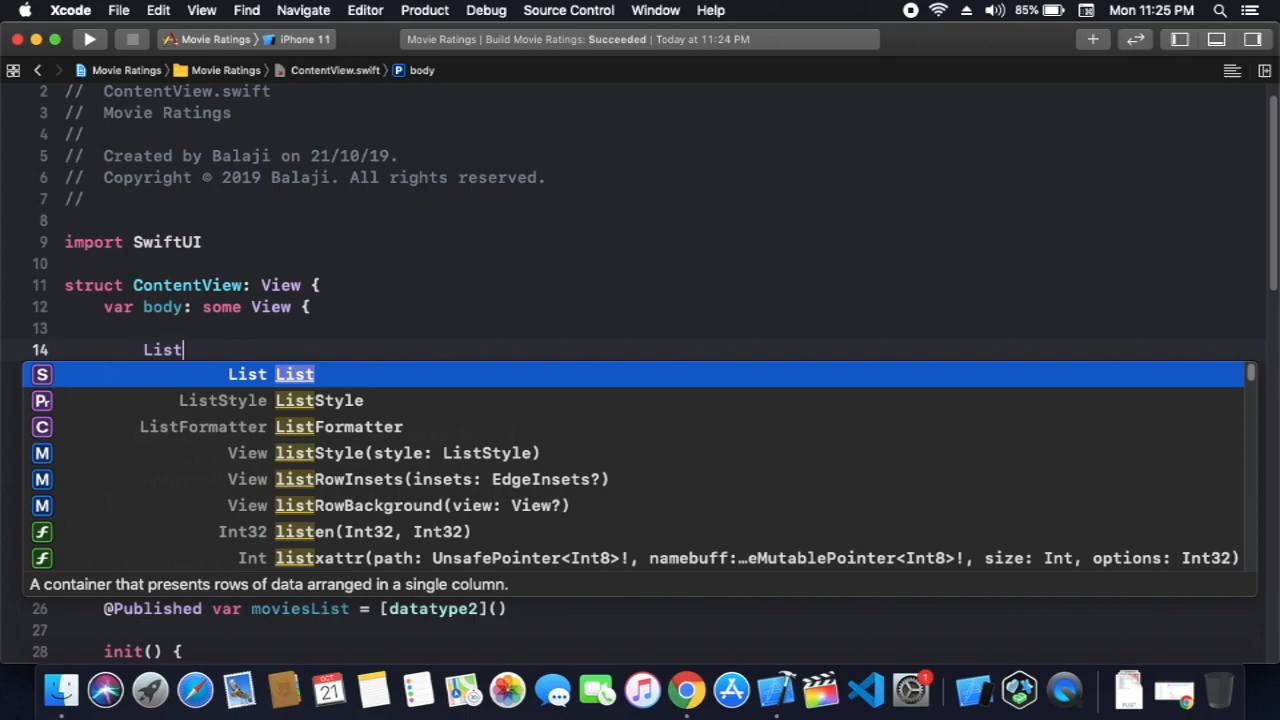 Xcode File Edit View Find Navigate Editor Product Debug Source Control Window Help 85% Mon 11:25 PM
Movie Ratings iPhone 11 Movie Ratings | Build Movie Ratings: Succeeded | Today at 11:24 PM
Movie Ratings Movie Ratings ContentView.swift P body
2 // ContentView.swift
3 // Movie Ratings
4 //
5 // Created by Balaji on 21/10/19.
6 // Copyright © 2019 Balaji. All rights reserved.
7 //
8
9 import SwiftUI
10
11 struct ContentView: View {
12 var body: some View {
13
14 List
S List List
Pr ListStyle ListStyle
C ListFormatter ListFormatter
M View listStyle(style: ListStyle)
M View listRowInsets(insets: EdgeInsets?)
M View listRowBackground(view: View?)
f Int32 listen(Int32, Int32)
f Int listxattr(path: UnsafePointer<Int8>!, namebuff:…eMutablePointer<Int8>!, size: Int, options: Int32)
A container that presents rows of data arranged in a single column.
26 @Published var moviesList = [datatype2]()
27
28 init() {
OCT
21
1